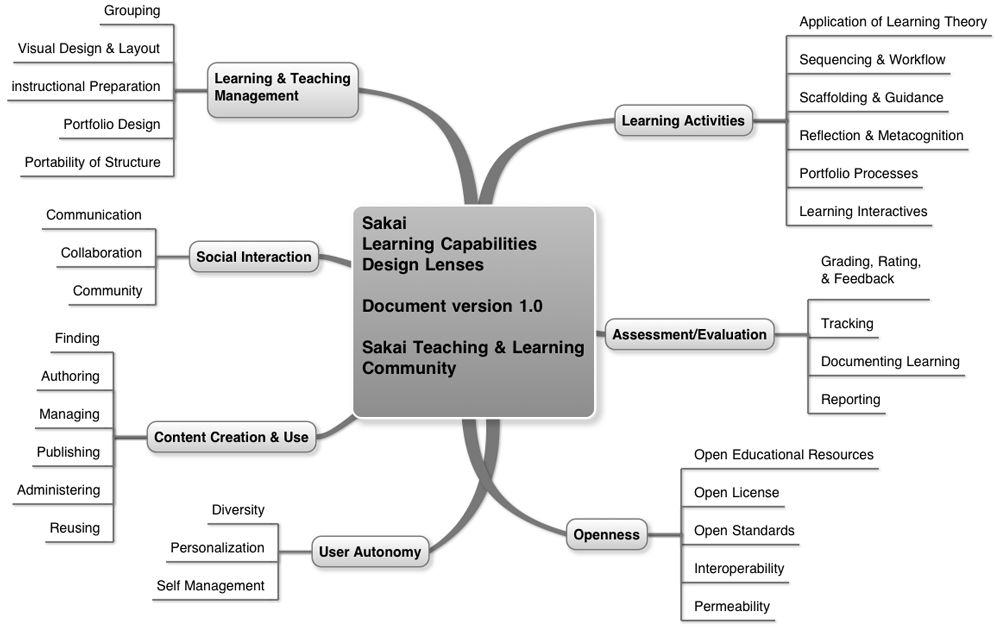 Sakai
Learning Capabilities
Design Lenses
Document version 1.0
Sakai Teaching & Learning
Community
Learning & Teaching
Management
Grouping
Visual Design & Layout
instructional Preparation
Portfolio Design
Portability of Structure
Social Interaction
Communication
Collaboration
Community
Content Creation & Use
Finding
Authoring
Managing
Publishing
Administering
Reusing
User Autonomy
Diversity
Personalization
Self Management
Learning Activities
Application of Learning Theory
Sequencing & Workflow
Scaffolding & Guidance
Reflection & Metacognition
Portfolio Processes
Learning Interactives
Assessment/Evaluation
Grading, Rating,
& Feedback
Tracking
Documenting Learning
Reporting
Openness
Open Educational Resources
Open License
Open Standards
Interoperability
Permeability